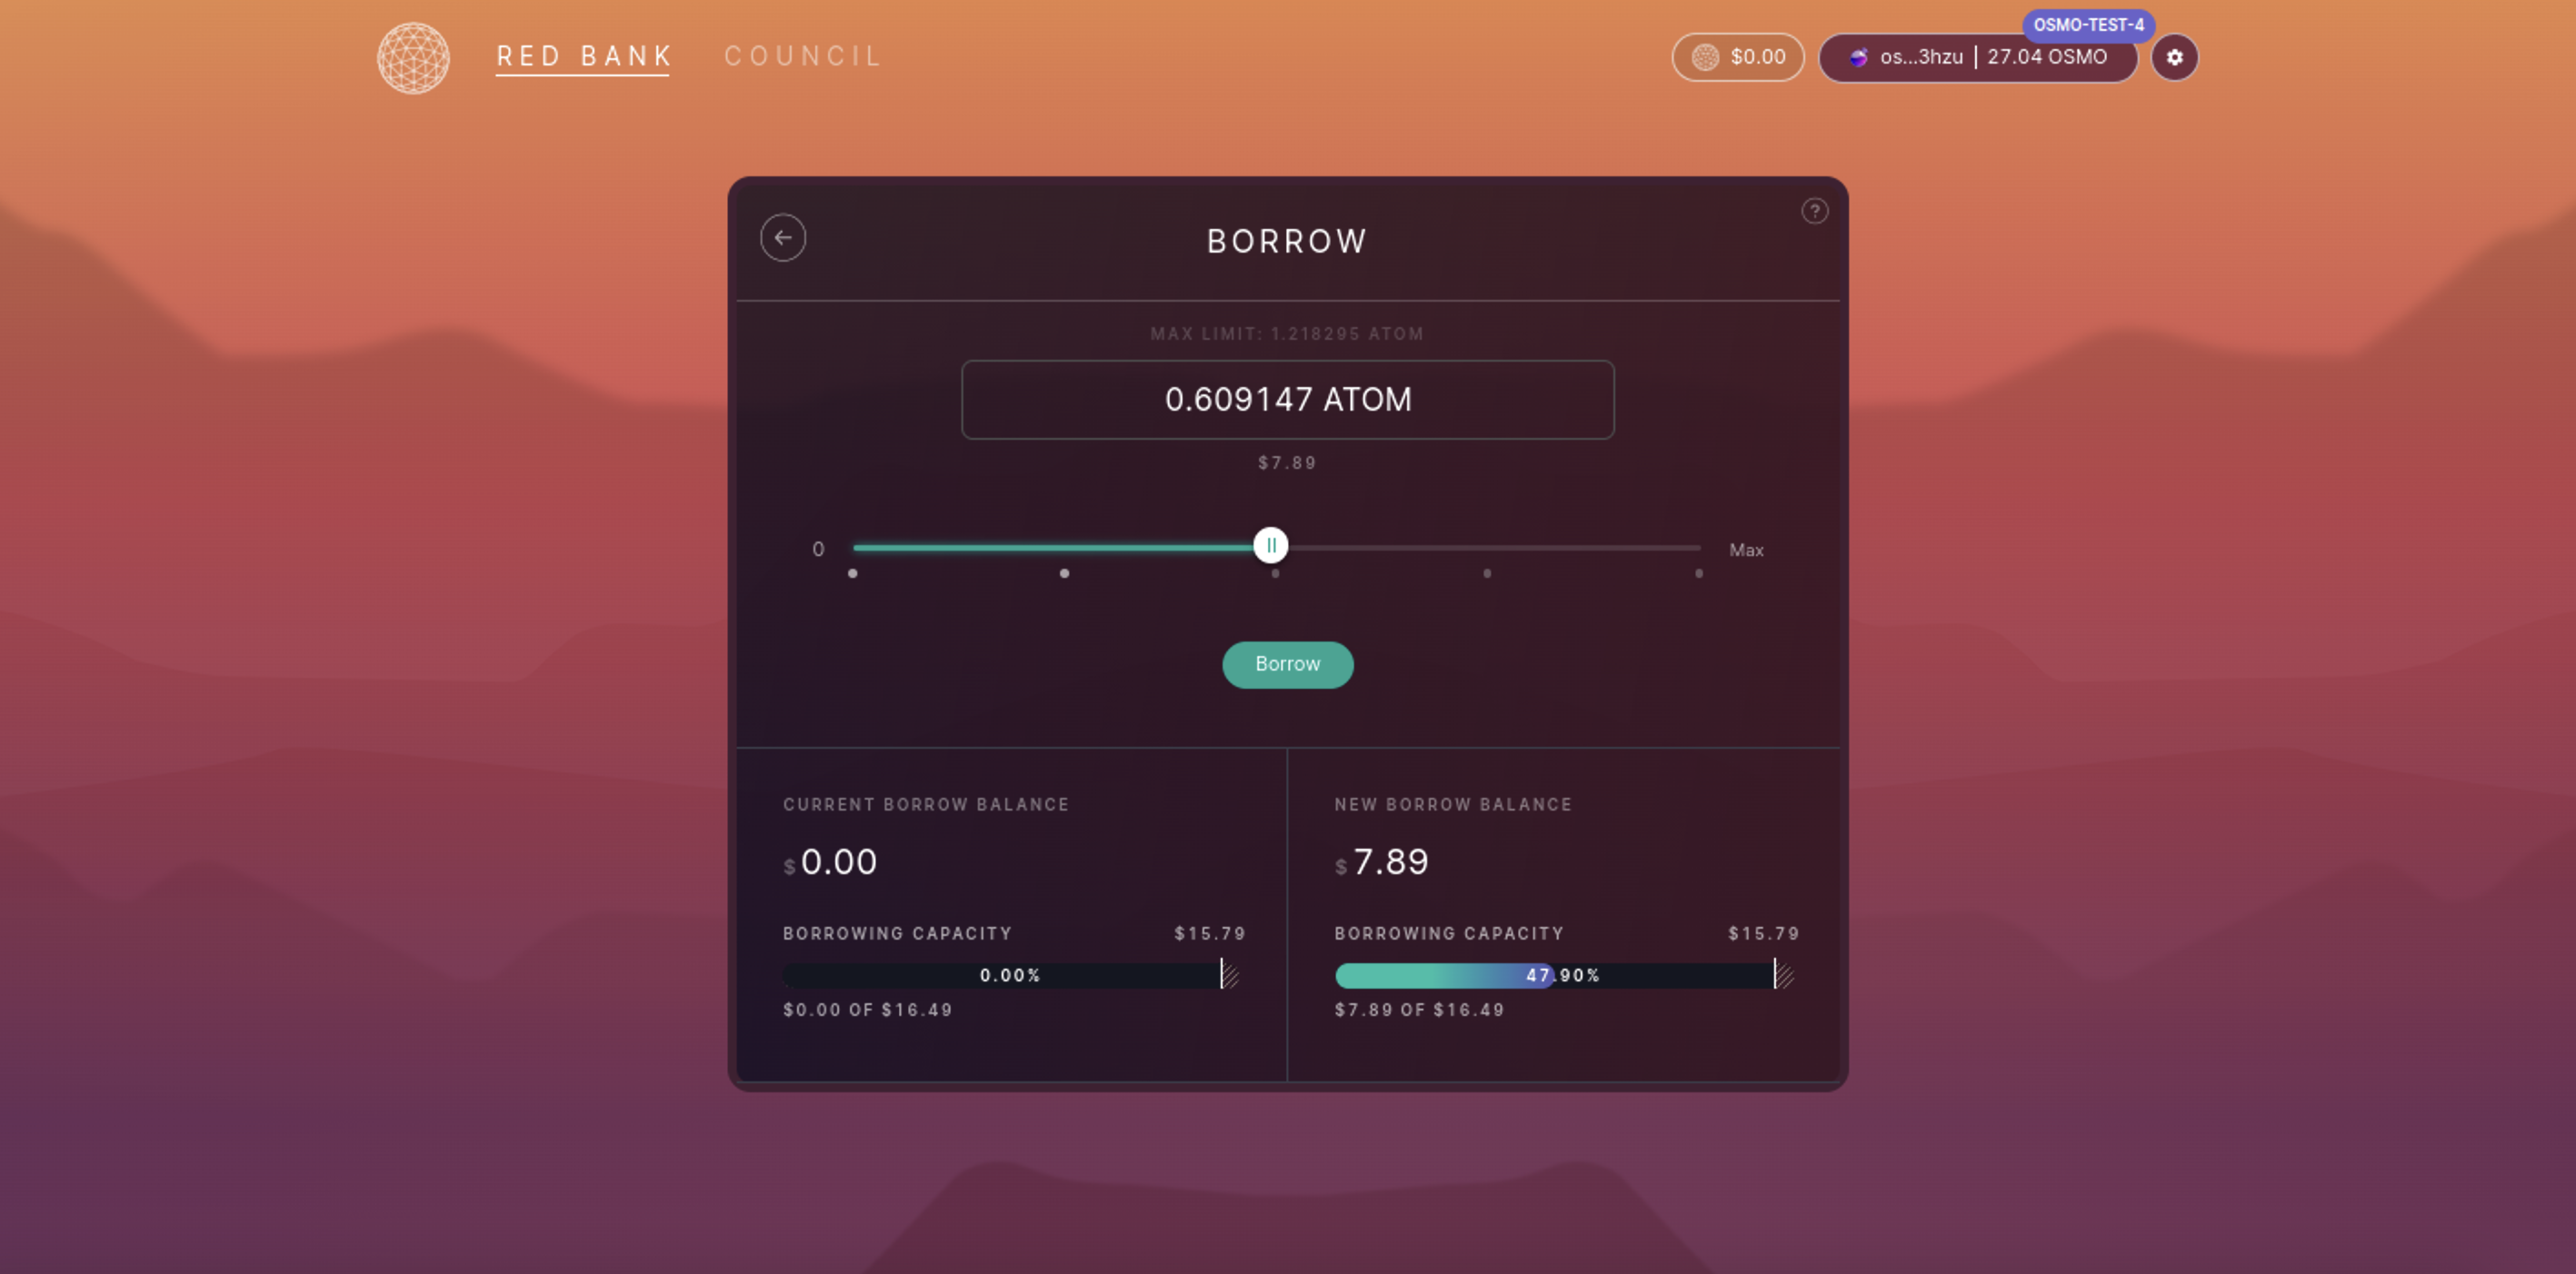 RED BANK
COUNCIL
$0.00
OSMO-TEST-4
os...3hzu | 27.04 OSMO
?
BORROW
MAX LIMIT: 1.218295 ATOM
0.609147 ATOM
$7.89
0
Max
Borrow
CURRENT BORROW BALANCE
$0.00
BORROWING CAPACITY $15.79
0.00%
$0.00 OF $16.49
NEW BORROW BALANCE
$7.89
BORROWING CAPACITY $15.79
47.90%
$7.89 OF $16.49